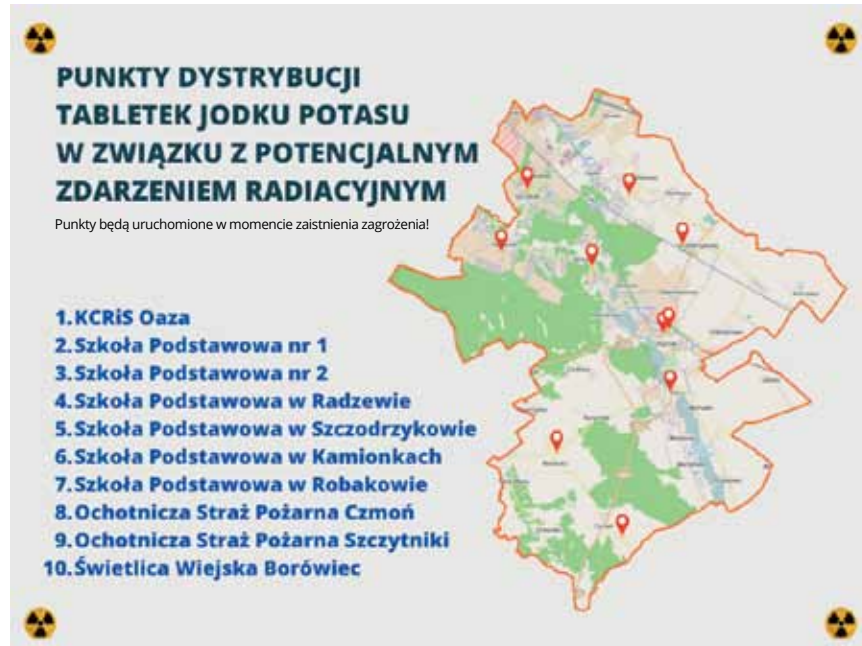 PUNKTY DYSTRYBUCJI
TABLETEK JODKU POTASU
W ZWIĄZKU Z POTENCJALNYM
ZDARZENIEM RADIACYJNYM
Punkty będą uruchomione w momencie zaistnienia zagrożenia!
1.KCRiS Oaza
2.Szkoła Podstawowa nr 1
3.Szkoła Podstawowa nr 2
4.Szkoła Podstawowa w Radzewie
5.Szkoła Podstawowa w Szczodrzykowie
6.Szkoła Podstawowa w Kamionkach
7.Szkoła Podstawowa w Robakowie
8.Ochotnicza Straż Pożarna Czmoń
9.Ochotnicza Straż Pożarna Szczytniki
10.Świetlica Wiejska Borówiec